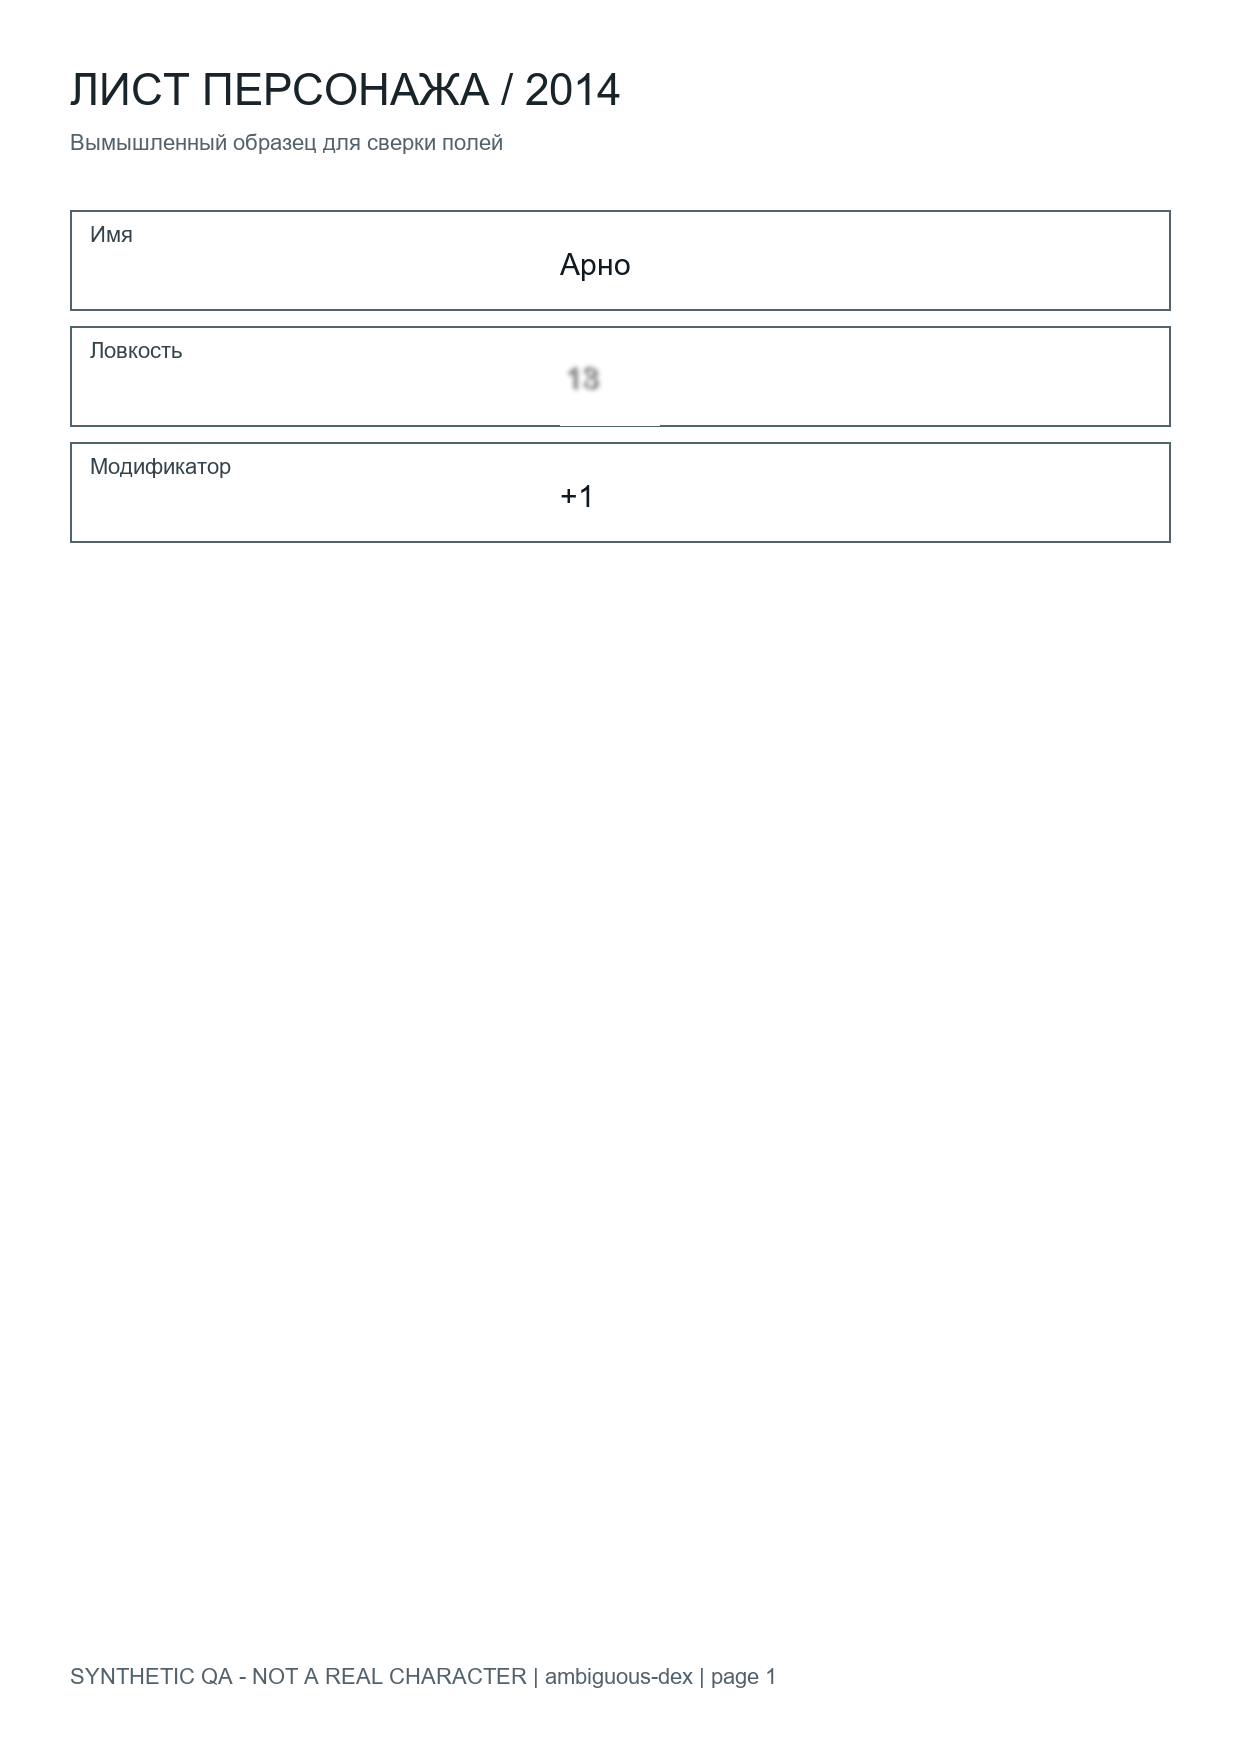 ЛИСТ ПЕРСОНАЖА / 2014
Вымышленный образец для сверки полей
Имя
Арно
Ловкость
Модификатор
+1
SYNTHETIC QA - NOT A REAL CHARACTER | ambiguous-dex | page 1